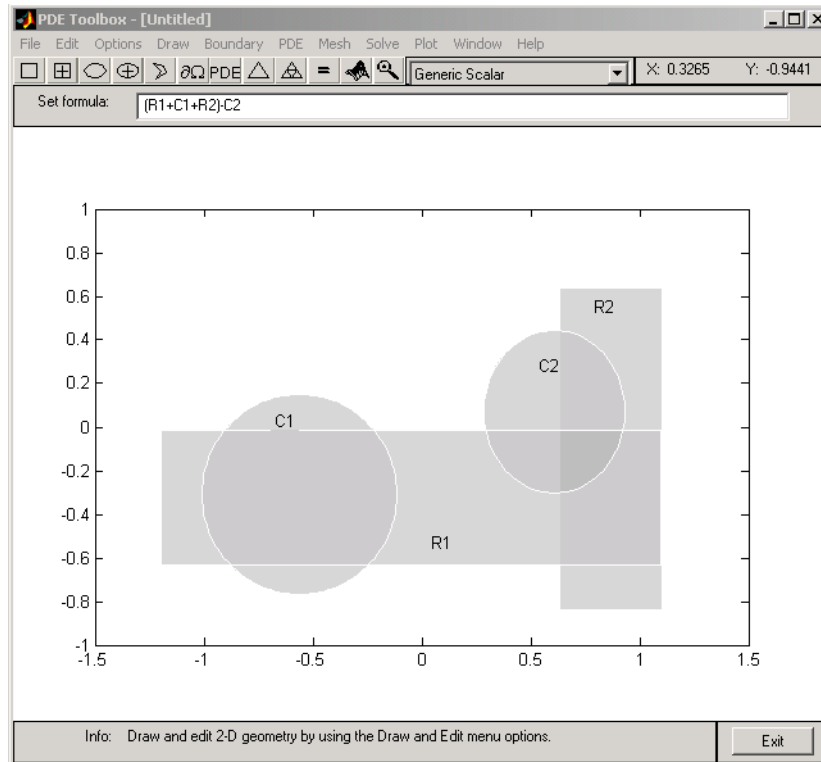 PDE Toolbox - [Untitled]
File Edit Options Draw Boundary PDE Mesh Solve Plot Window Help
∂Ω PDE = Generic Scalar X: 0.3265 Y: -0.9441
Set formula: (R1+C1+R2)-C2
1
0.8
0.6
0.4
0.2
0
-0.2
-0.4
-0.6
-0.8
-1
R2
C2
C1
R1
-1.5 -1 -0.5 0 0.5 1 1.5
Info: Draw and edit 2-D geometry by using the Draw and Edit menu options. Exit